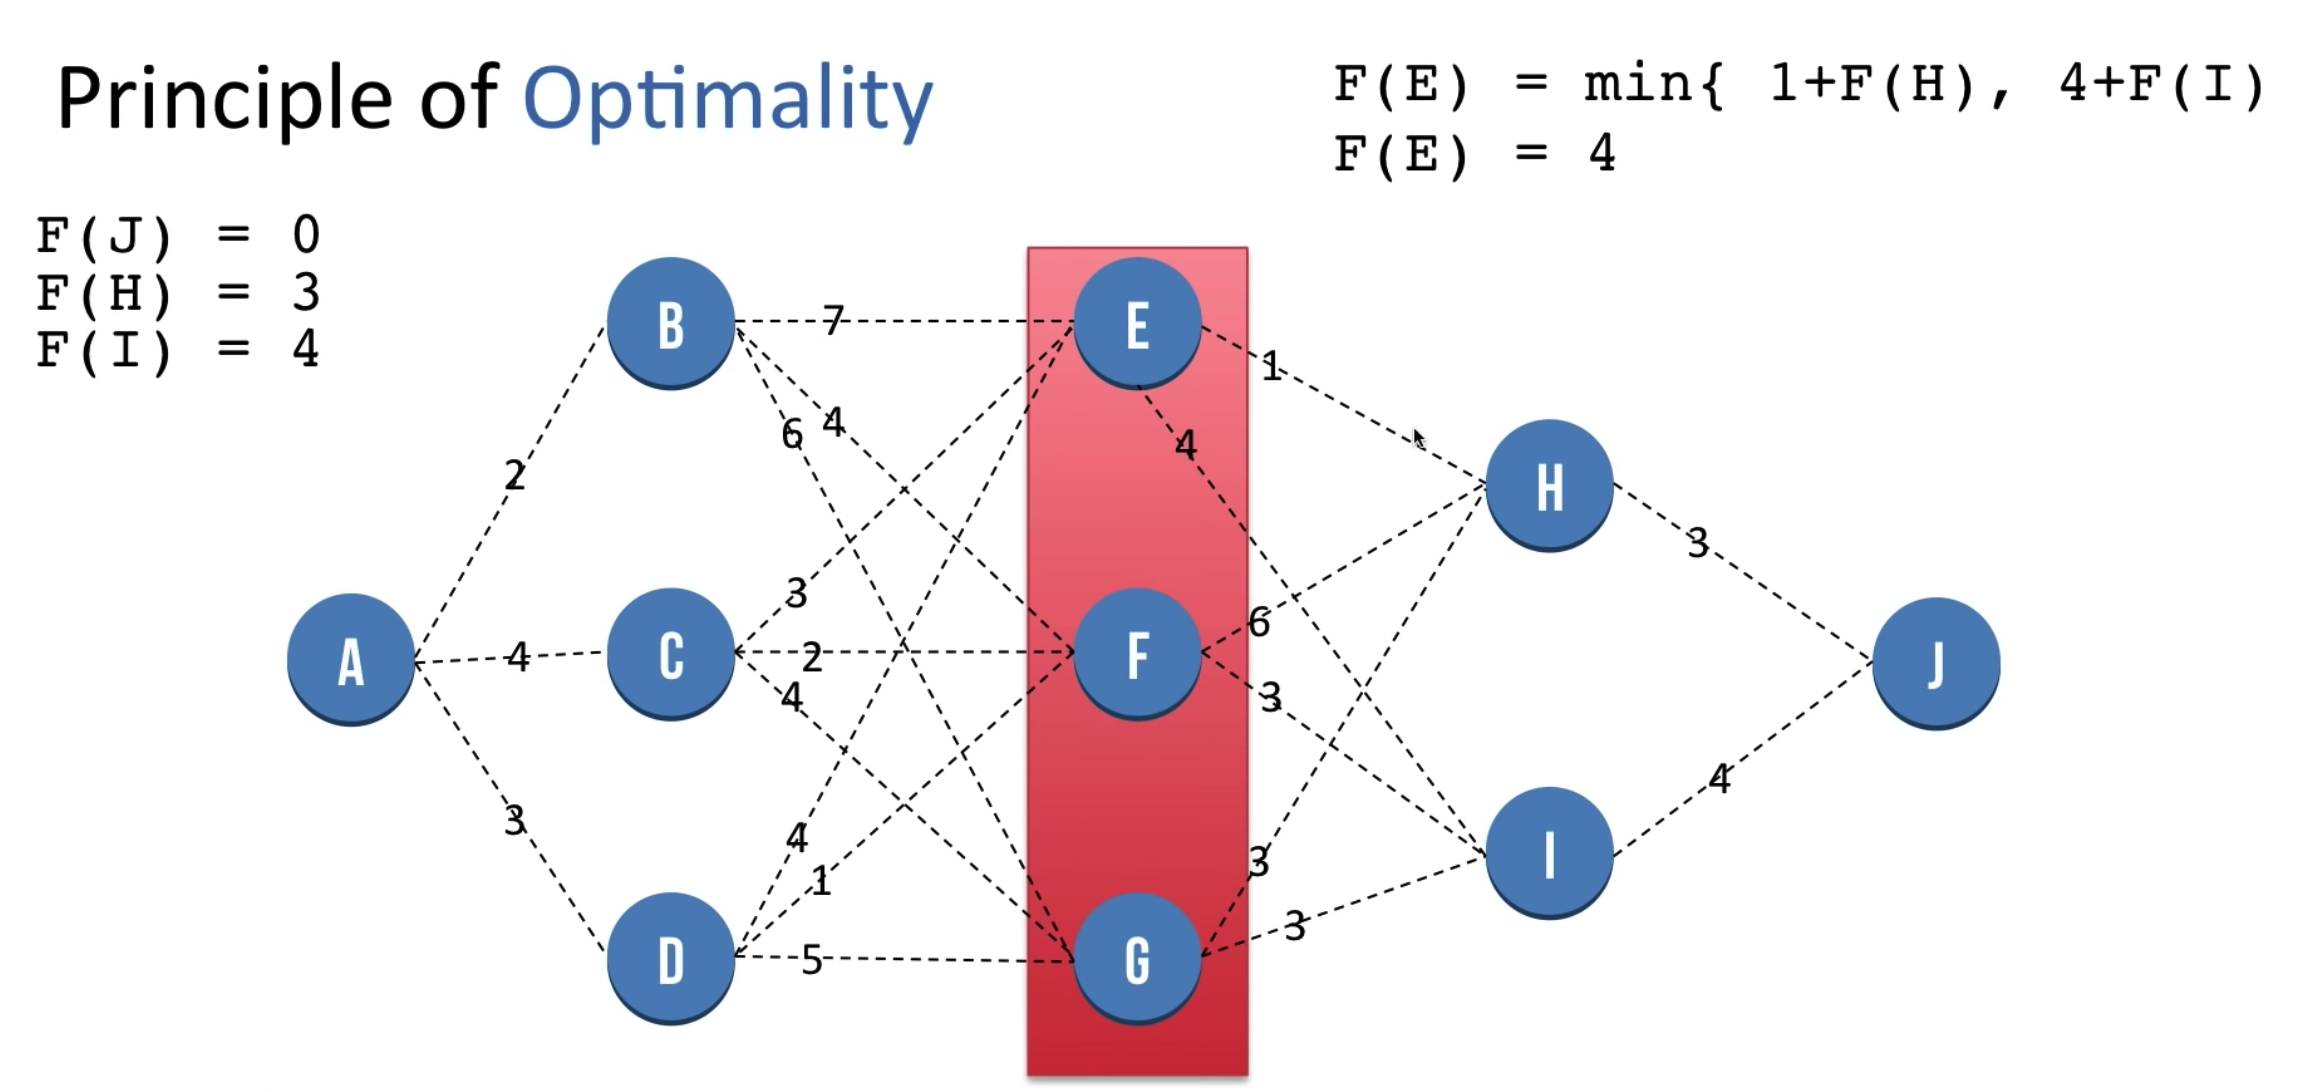 Principle of Optimality
F(E) = min{ 1+F(H), 4+F(I)
F(E) = 4
F(J) = 0
F(H) = 3
F(I) = 4
B
E
7
1
4
6
4
2
H
3
3
A
4
C
2
F
6
J
4
3
3
4
4
1
3
I
D
5
G
3